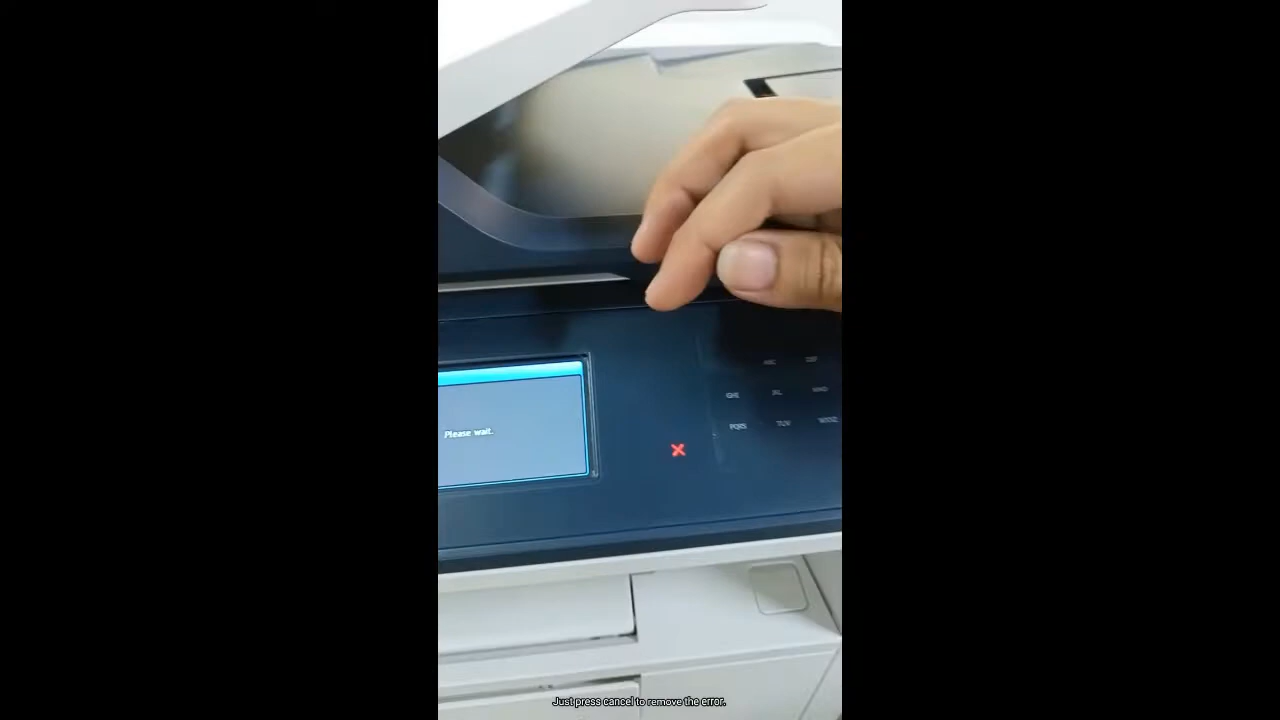 ABC DEF
GHI JKL MNO
Please wait.
PQRS TUV WXYZ
Just press cancel to remove the error.